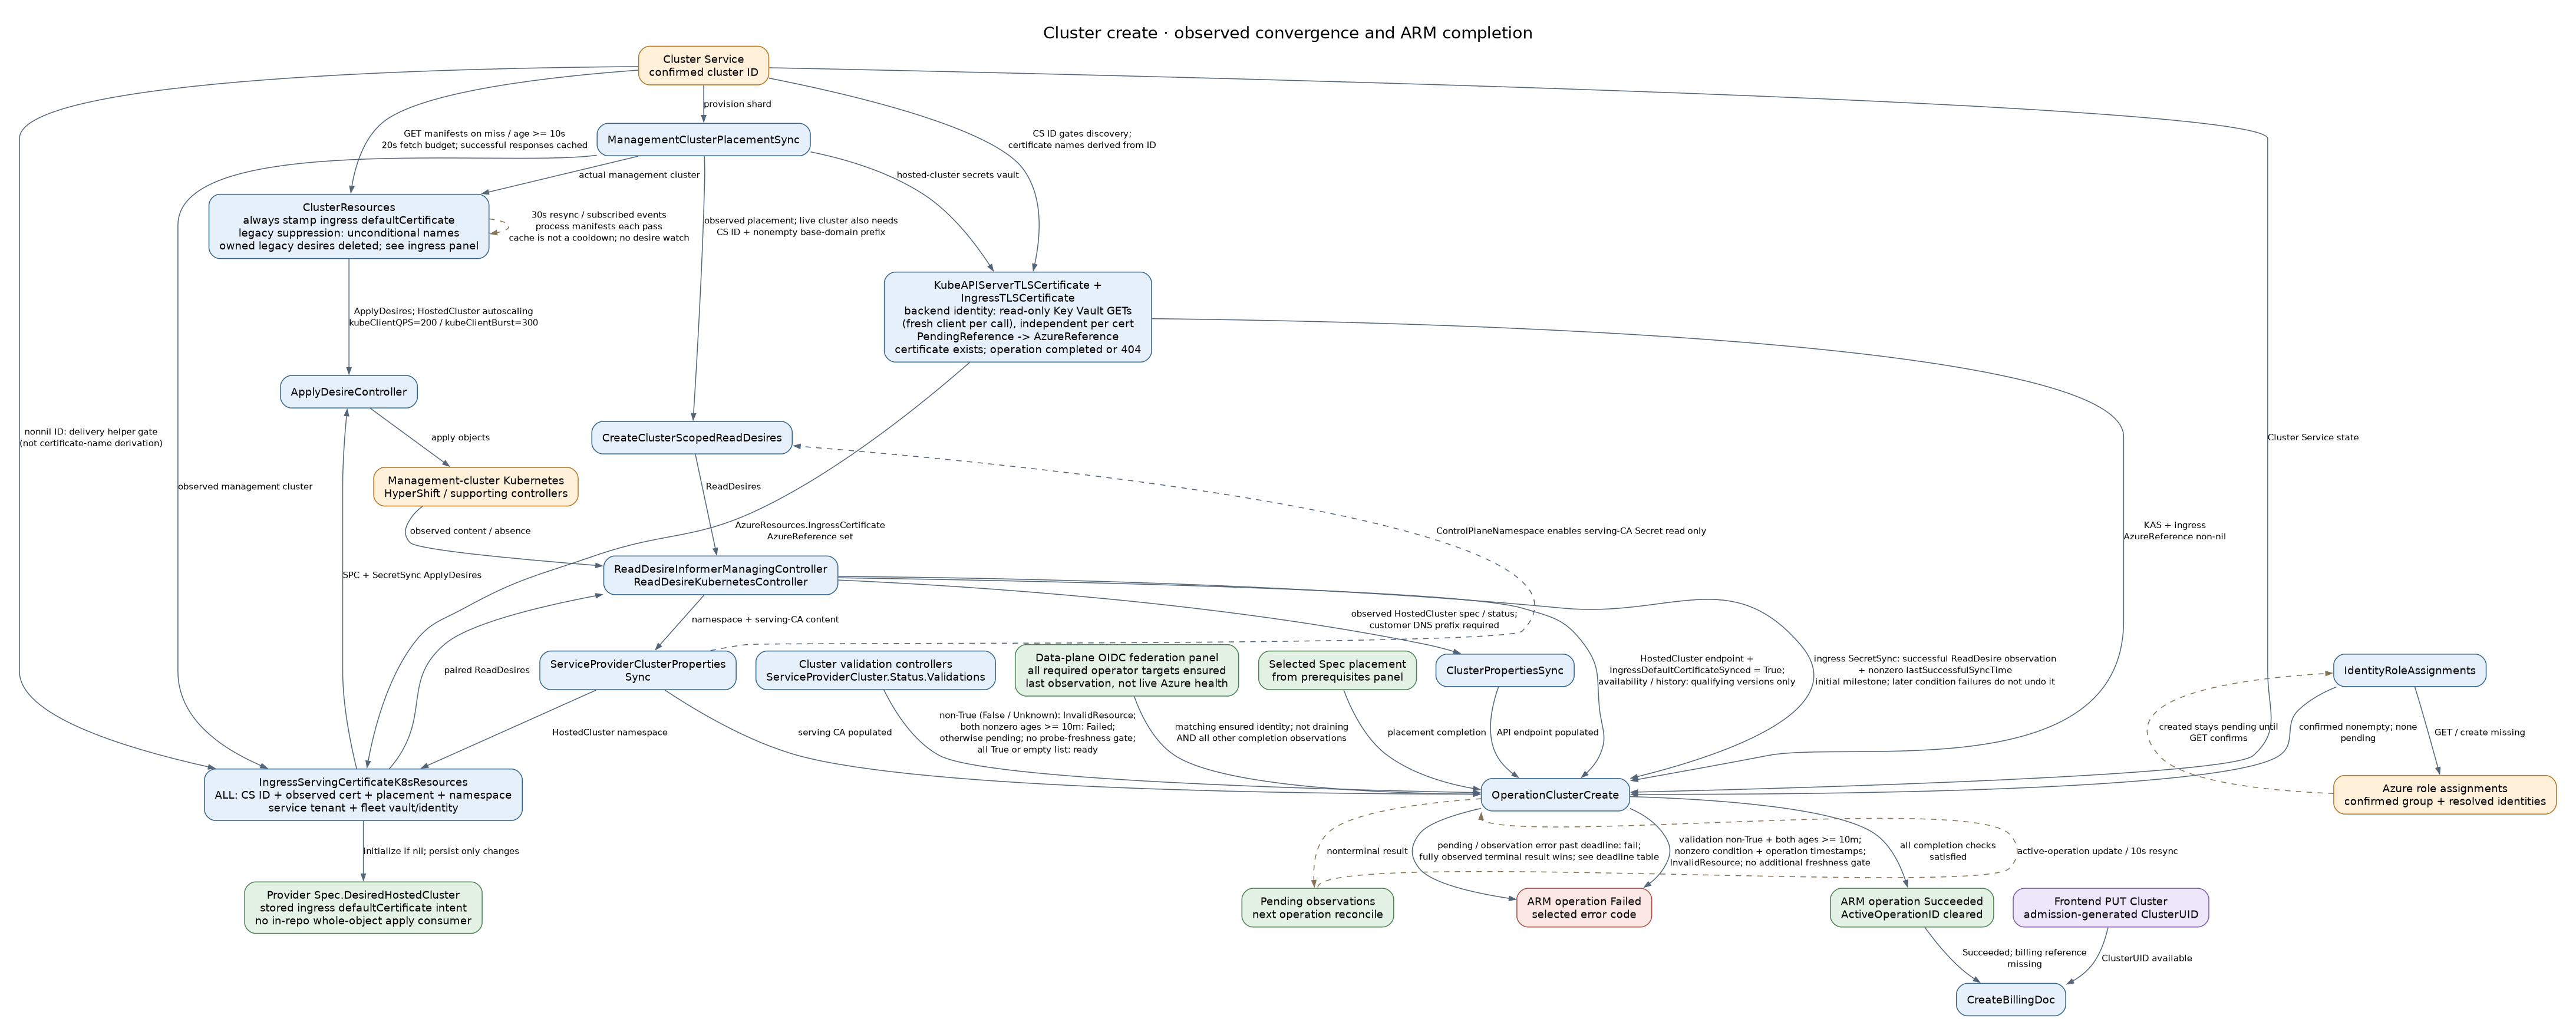 Cluster create · observed convergence and ARM completion
Cluster Service
confirmed cluster ID
provision shard
GET manifests on miss / age >= 10s
20s fetch budget; successful responses cached
ManagementClusterPlacementSync
CS ID gates discovery;
certificate names derived from ID
actual management cluster
hosted-cluster secrets vault
ClusterResources
always stamp ingress defaultCertificate
legacy suppression: unconditional names
owned legacy desires deleted; see ingress panel
30s resync / subscribed events
process manifests each pass
cache is not a cooldown; no desire watch
observed placement; live cluster also needs
CS ID + nonempty base-domain prefix
KubeAPIServerTLSCertificate +
IngressTLSCertificate
backend identity: read-only Key Vault GETs
(fresh client per call), independent per cert
PendingReference -> AzureReference
certificate exists; operation completed or 404
ApplyDesires; HostedCluster autoscaling
kubeClientQPS=200 / kubeClientBurst=300
ApplyDesireController
nonnil ID: delivery helper gate
(not certificate-name derivation)
apply objects
CreateClusterScopedReadDesires
Cluster Service state
Management-cluster Kubernetes
HyperShift / supporting controllers
observed management cluster
ReadDesires
observed content / absence
AzureResources.IngressCertificate
AzureReference set
ControlPlaneNamespace enables serving-CA Secret read only
KAS + ingress
AzureReference non-nil
SPC + SecretSync ApplyDesires
ReadDesireInformerManagingController
ReadDesireKubernetesController
namespace + serving-CA content
observed HostedCluster spec / status;
customer DNS prefix required
paired ReadDesires
ServiceProviderClusterProperties
Sync
Cluster validation controllers
ServiceProviderCluster.Status.Validations
Data-plane OIDC federation panel
all required operator targets ensured
last observation, not live Azure health
Selected Spec placement
from prerequisites panel
ClusterPropertiesSync
HostedCluster endpoint +
IngressDefaultCertificateSynced = True;
availability / history: qualifying versions only
ingress SecretSync: successful ReadDesire observation
+ nonzero lastSuccessfulSyncTime
initial milestone; later condition failures do not undo it
IdentityRoleAssignments
HostedCluster namespace
serving CA populated
non-True (False / Unknown): InvalidResource;
both nonzero ages >= 10m: Failed;
otherwise pending; no probe-freshness gate;
all True or empty list: ready
matching ensured identity; not draining
AND all other completion observations
placement completion
API endpoint populated
created stays pending until
GET confirms
confirmed nonempty; none
pending
GET / create missing
IngressServingCertificateK8sResources
ALL: CS ID + observed cert + placement + namespace
service tenant + fleet vault/identity
OperationClusterCreate
Azure role assignments
confirmed group + resolved identities
initialize if nil; persist only changes
nonterminal result
pending / observation error past deadline: fail;
fully observed terminal result wins; see deadline table
validation non-True + both ages >= 10m;
nonzero condition + operation timestamps;
InvalidResource; no additional freshness gate
all completion checks
satisfied
active-operation update / 10s resync
Provider Spec.DesiredHostedCluster
stored ingress defaultCertificate intent
no in-repo whole-object apply consumer
Pending observations
next operation reconcile
ARM operation Failed
selected error code
ARM operation Succeeded
ActiveOperationID cleared
Frontend PUT Cluster
admission-generated ClusterUID
Succeeded; billing reference
missing
ClusterUID available
CreateBillingDoc